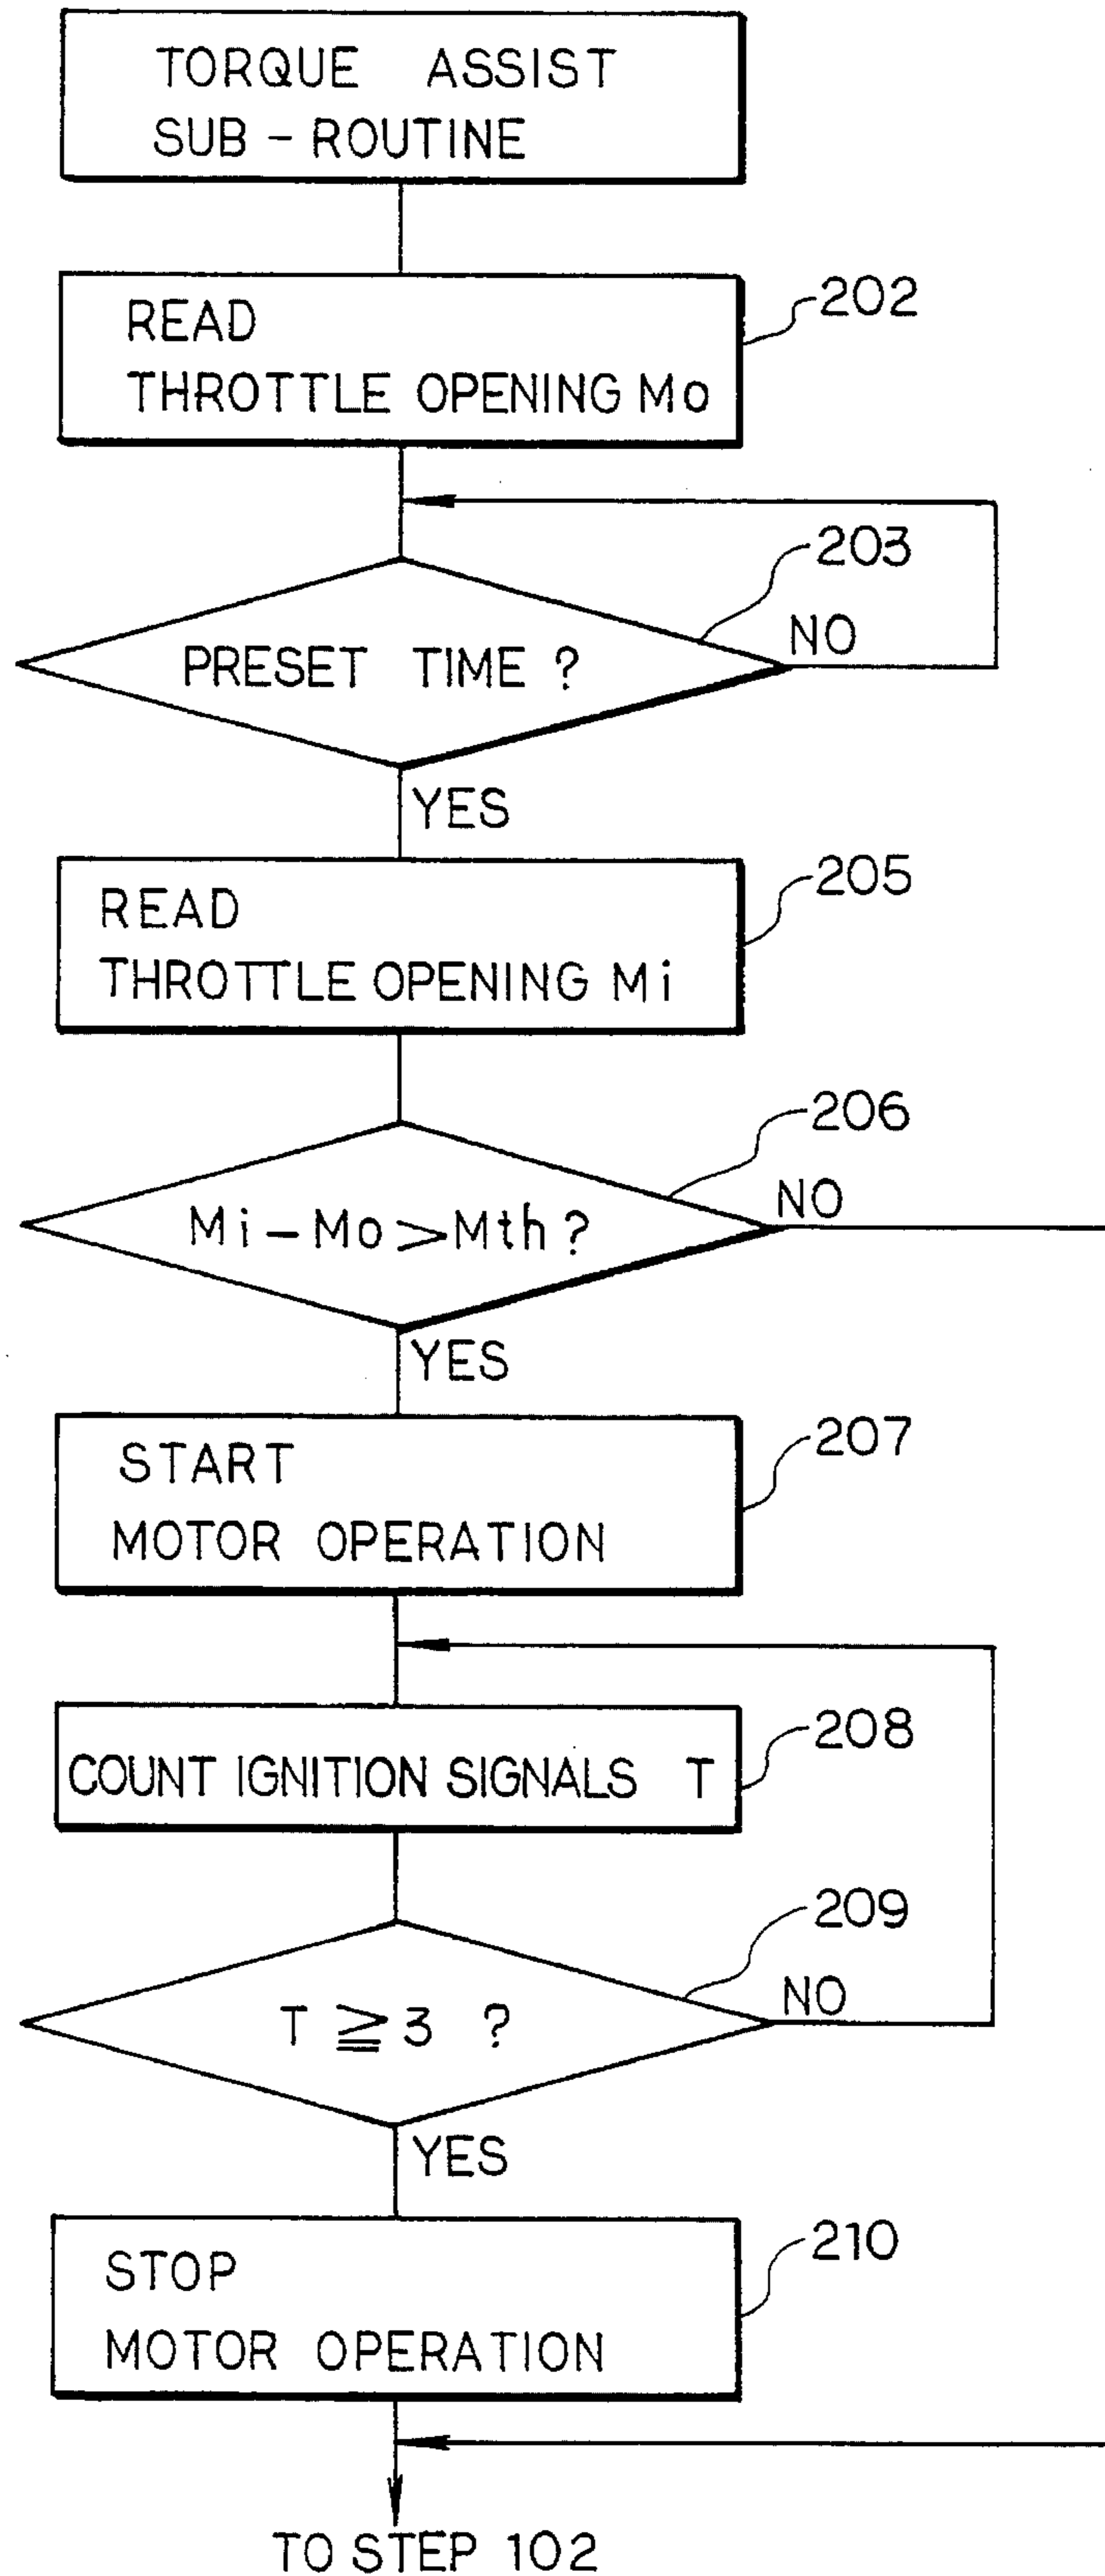 TORQUE ASSIST
SUB - ROUTINE
READ
THROTTLE OPENING Mo
202
203
PRESET TIME ?
NO
YES
READ
THROTTLE OPENING Mi
205
206
Mi - Mo > Mth ?
NO
YES
START
MOTOR OPERATION
207
COUNT IGNITION SIGNALS T
208
209
T ≧ 3 ?
NO
YES
STOP
MOTOR OPERATION
210
TO STEP 102